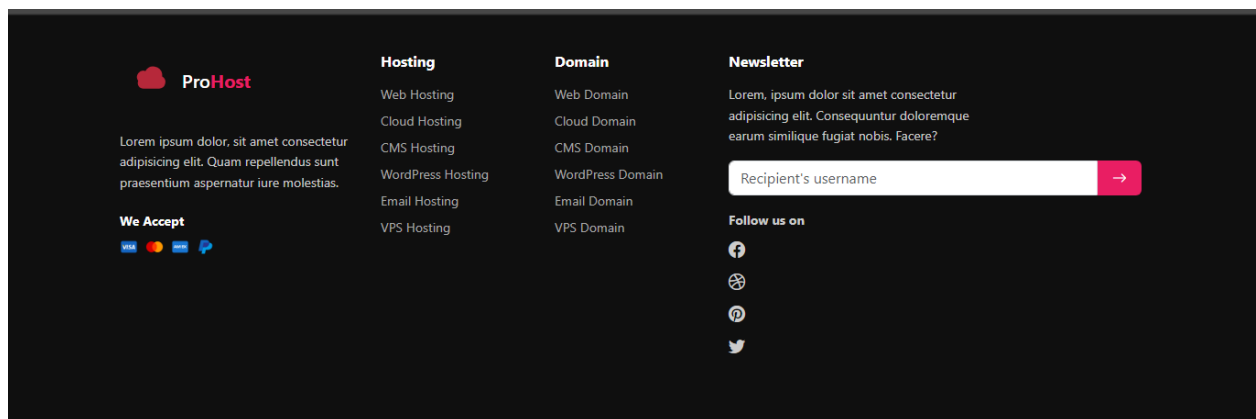 ProHost
Lorem ipsum dolor, sit amet consectetur
adipisicing elit. Quam repellendus sunt
praesentium aspernatur iure molestias.
We Accept
VISA
Hosting
Web Hosting
Cloud Hosting
CMS Hosting
WordPress Hosting
Email Hosting
VPS Hosting
Domain
Web Domain
Cloud Domain
CMS Domain
WordPress Domain
Email Domain
VPS Domain
Newsletter
Lorem, ipsum dolor sit amet consectetur
adipisicing elit. Consequuntur doloremque
earum similique fugiat nobis. Facere?
Recipient's username
Follow us on